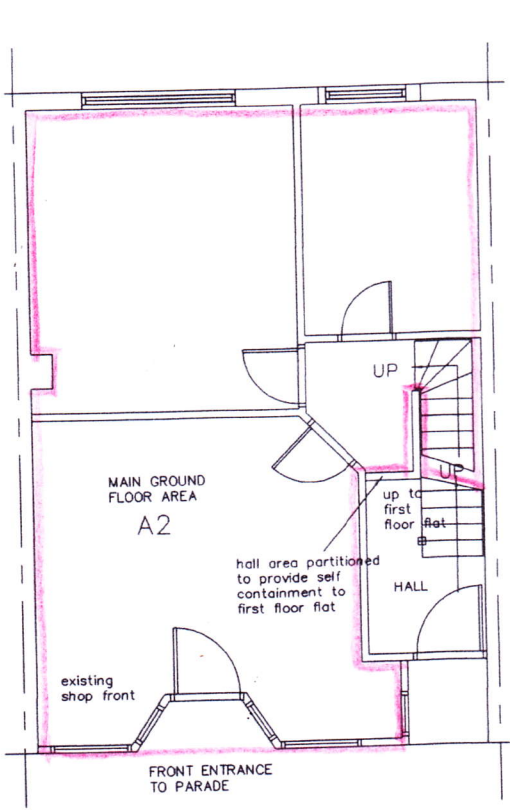 UP
MAIN GROUND
FLOOR AREA
A2
UP
up to
first
floor flat
hall area partitioned
to provide self
containment to
first floor flat
HALL
existing
shop front
FRONT ENTRANCE
TO PARADE